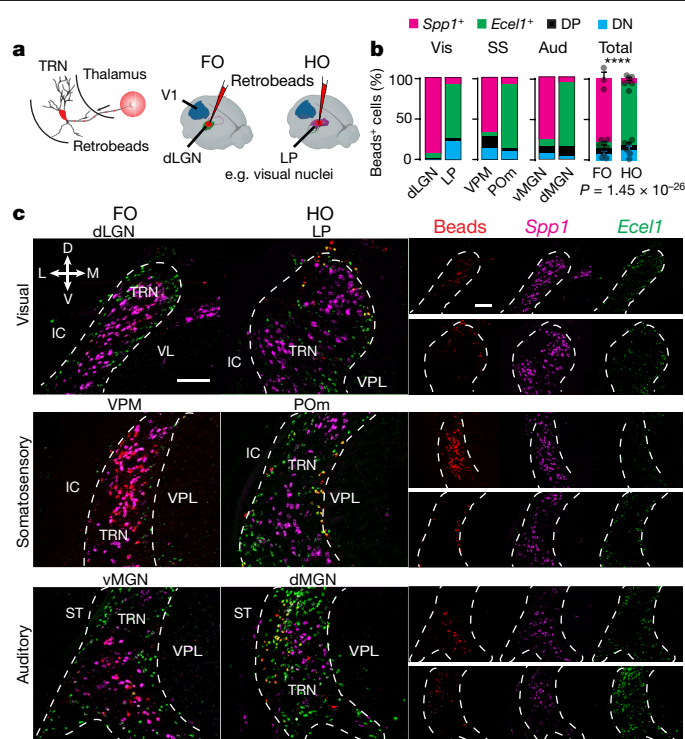 a
TRN
Thalamus
Retrobeads
FO
HO
Retrobeads
V1
dLGN
LP
e.g. visual nuclei
b
Spp1⁺ Ecel1⁺ DP DN
Vis SS Aud Total
****
Beads⁺ cells (%)
100
50
0
dLGN LP VPM POm vMGN dMGN FO HO
P = 1.45 × 10⁻²⁶
c
FO HO
dLGN LP
Beads Spp1 Ecel1
Visual
D
L M
V
TRN
IC
VL
IC
TRN
VPL
VPM POm
Somatosensory
IC
VPL
TRN
IC
TRN
VPL
vMGN dMGN
Auditory
ST
TRN
VPL
ST
VPL
TRN